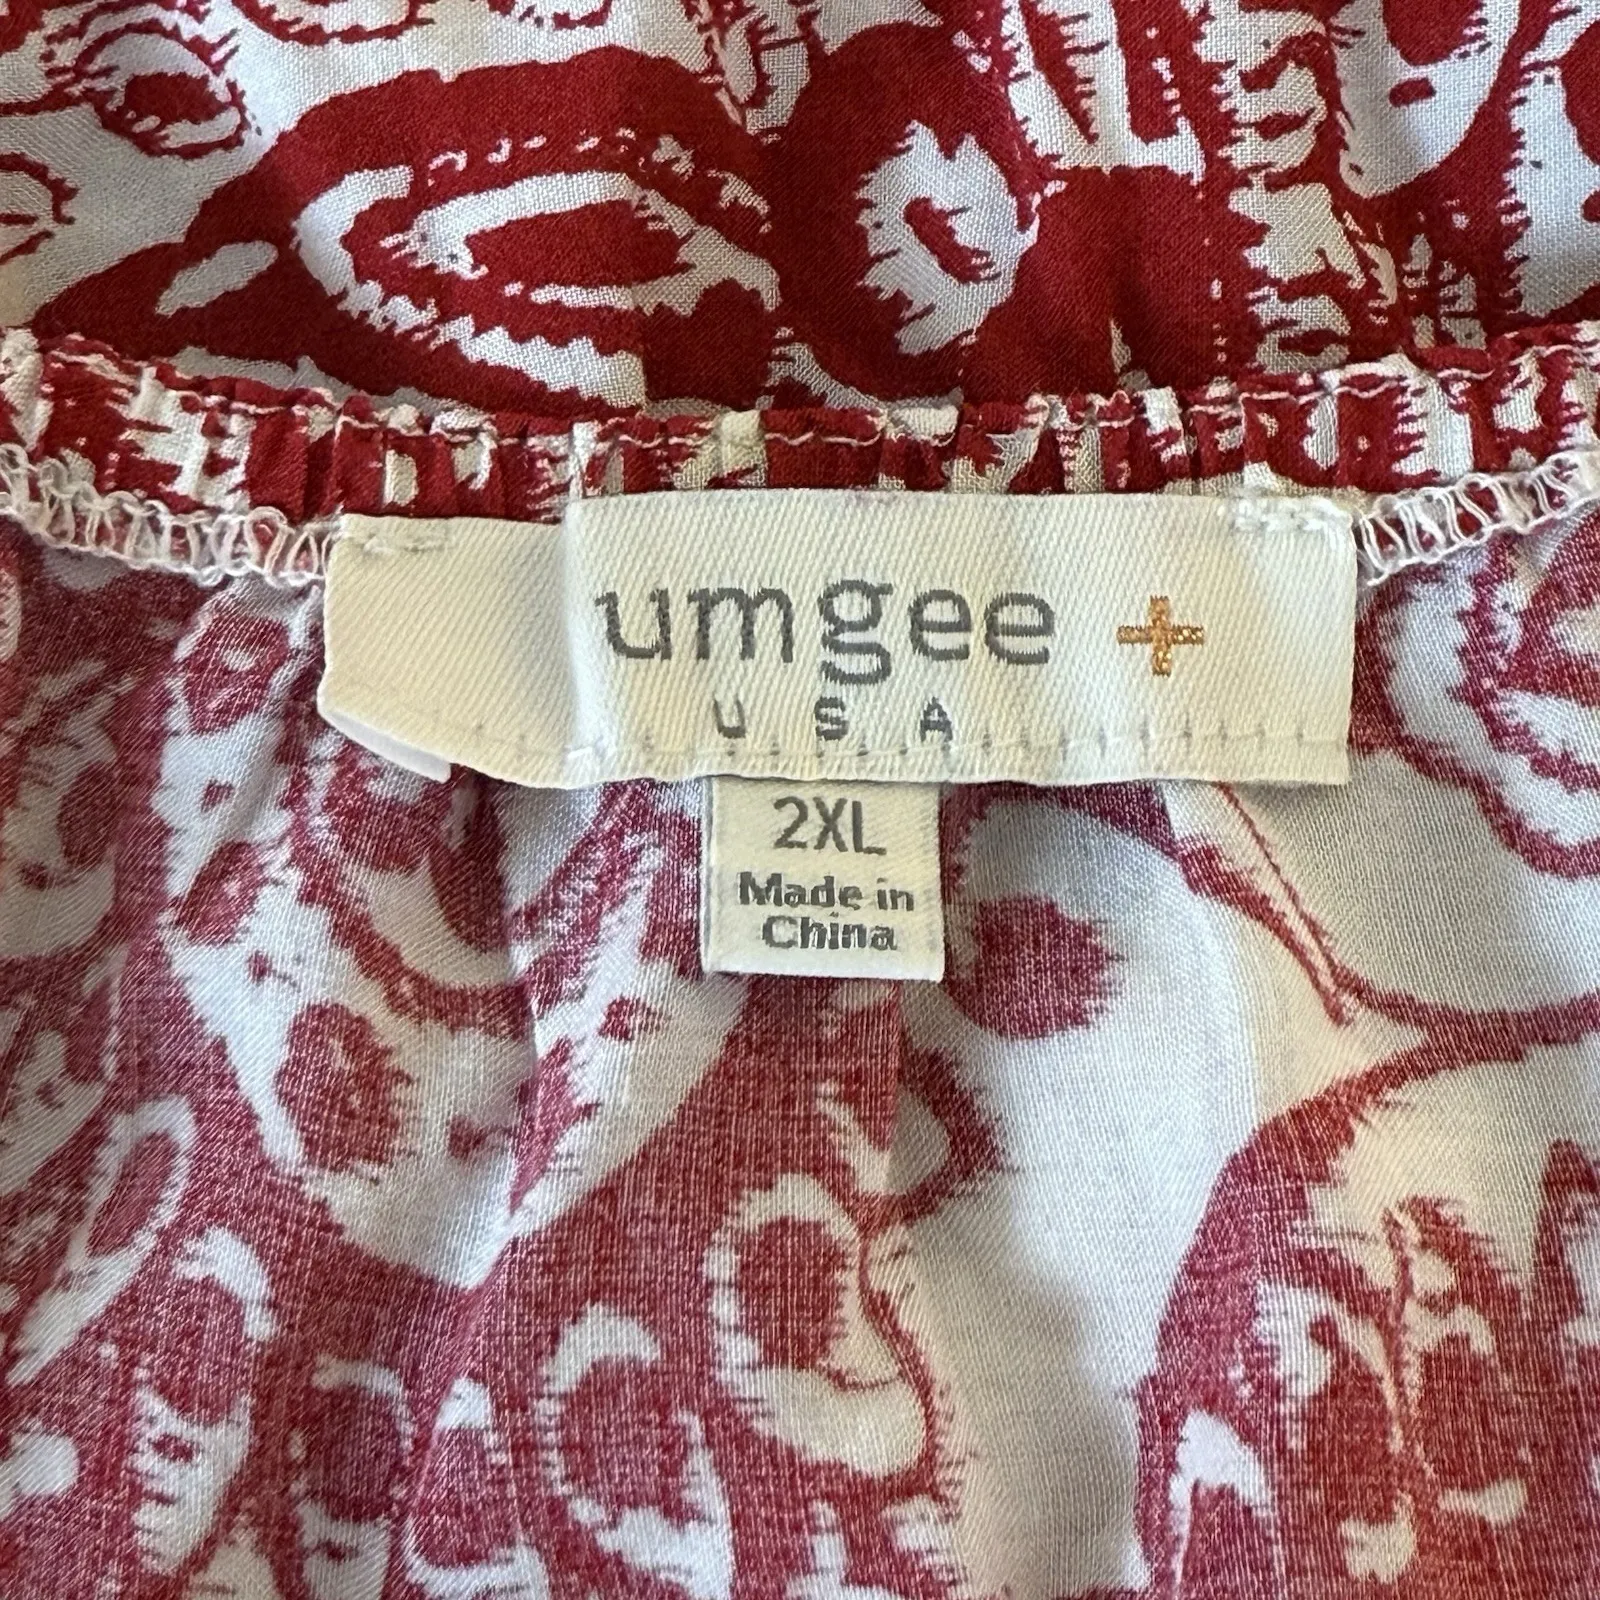 umgee +
USA
2XL
Made in
China